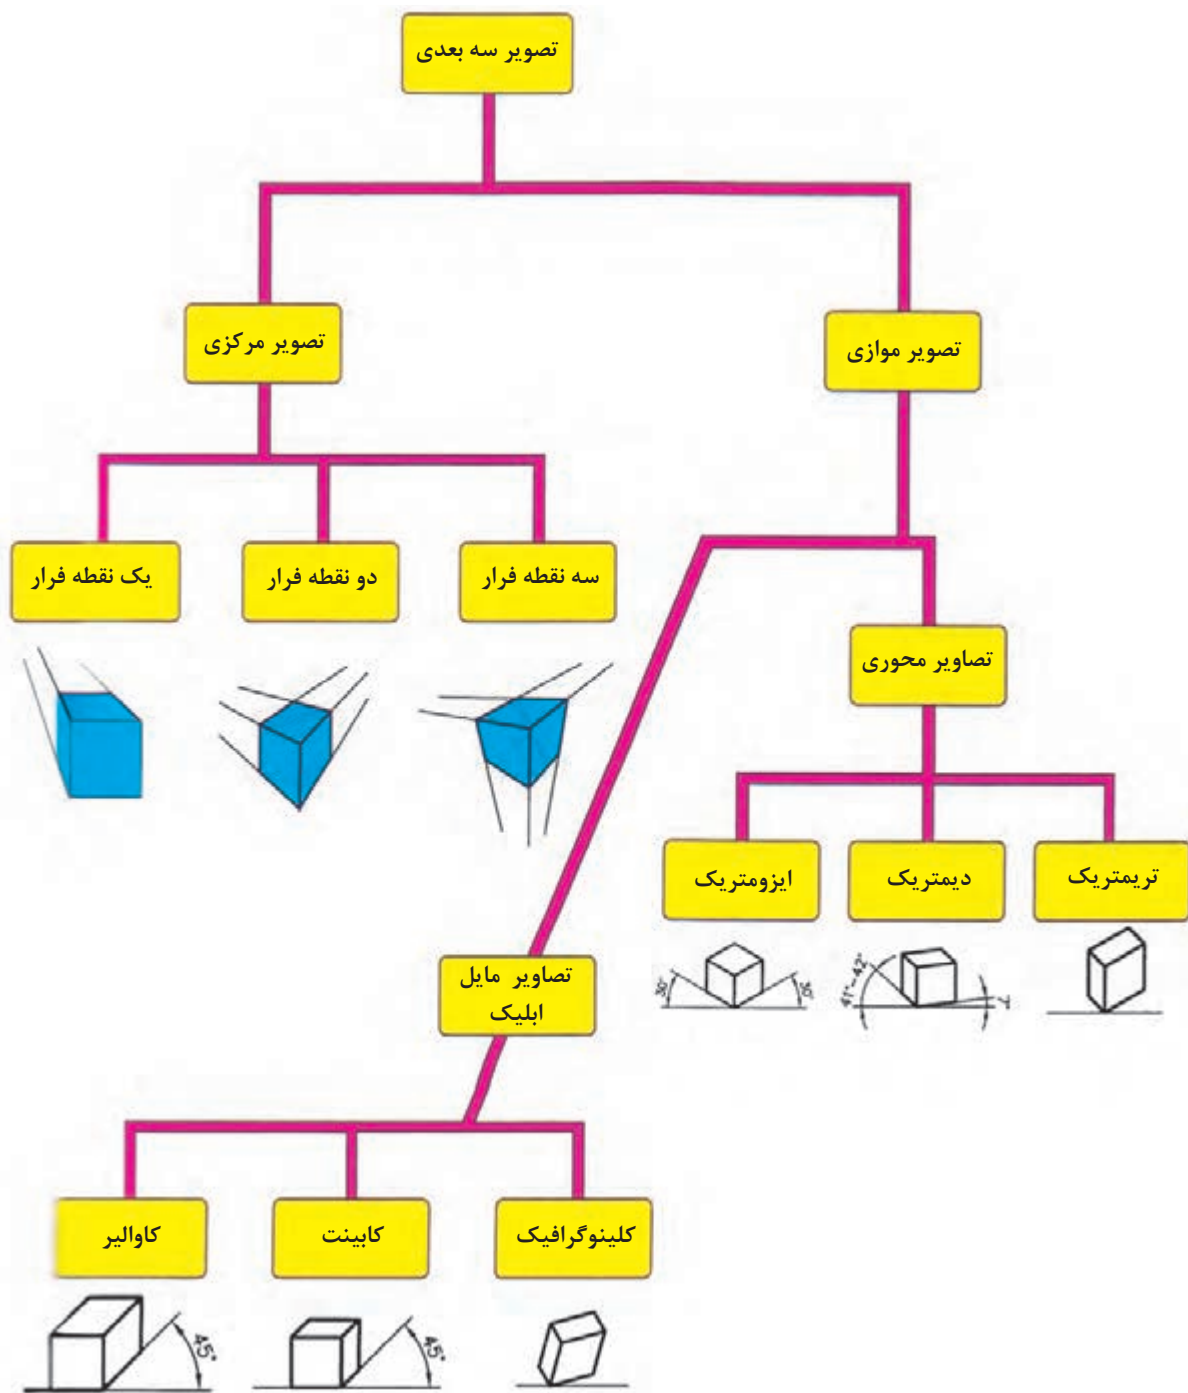 تصویر سه بعدی
تصویر موازی
تصویر مرکزی
سه نقطه فرار
دو نقطه فرار
یک نقطه فرار
تصاویر محوری
تریمتریک
دیمتریک
ایزومتریک
30°
30°
41°-42°
7°
تصاویر مایل
ابلیک
کلینوگرافیک
کابینت
کاوالیر
45°
45°